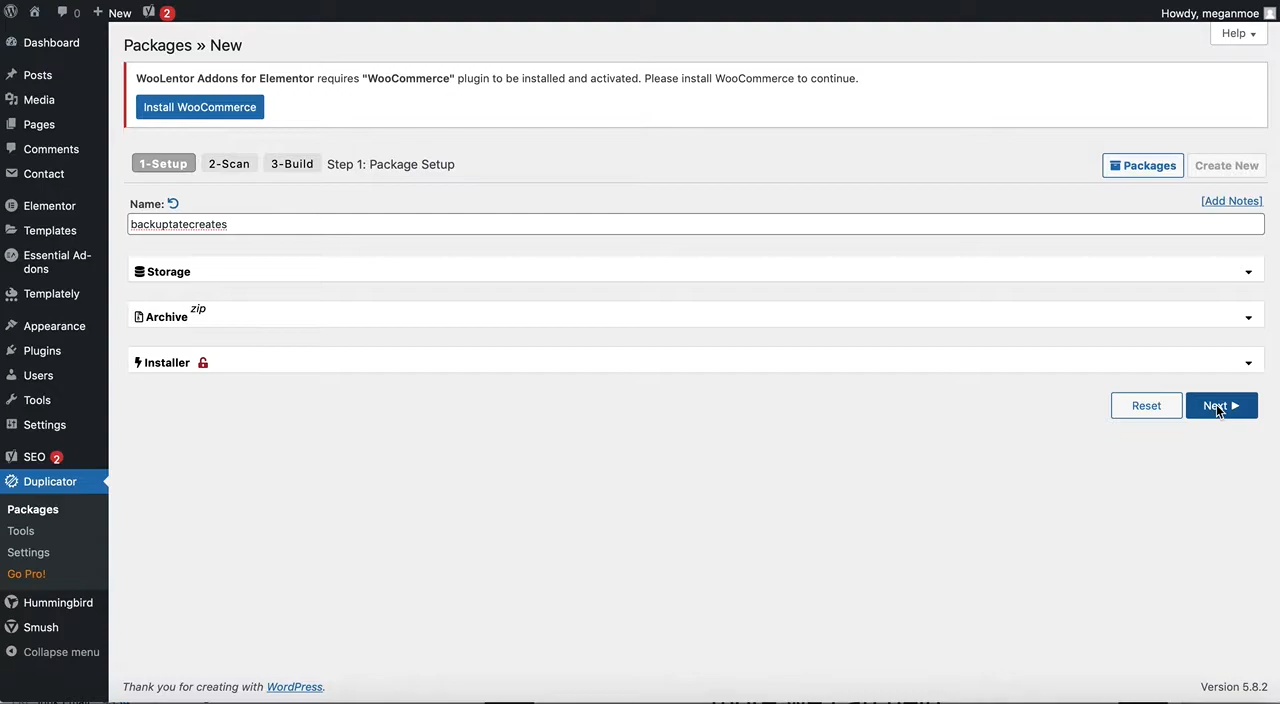 0
New
2
Howdy, meganmoe
Help
Dashboard
Posts
Media
Pages
Comments
Contact
Elementor
Templates
Essential Ad-
dons
Templately
Appearance
Plugins
Users
Tools
Settings
SEO 2
Duplicator
Packages
Tools
Settings
Go Pro!
Hummingbird
Smush
Collapse menu
Packages » New
WooLentor Addons for Elementor requires "WooCommerce" plugin to be installed and activated. Please install WooCommerce to continue.
Install WooCommerce
1-Setup 2-Scan 3-Build Step 1: Package Setup
Packages
Create New
Name:
[Add Notes]
backuptatecreates
Storage
Archive zip
Installer
Reset
Next
Thank you for creating with WordPress.
Version 5.8.2